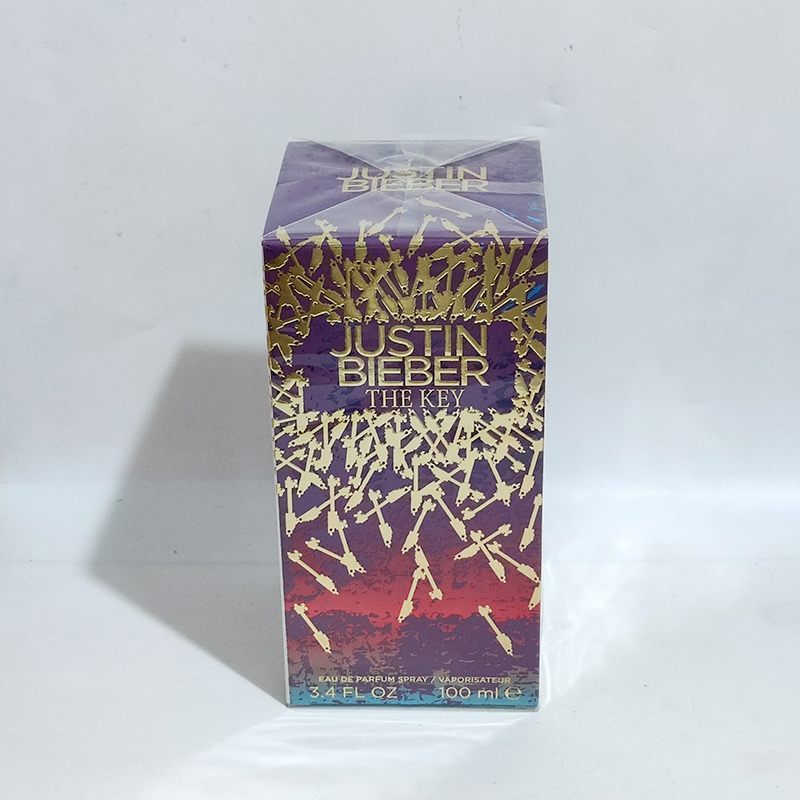 JUSTIN
BIEBER
JUSTIN
BIEBER
THE KEY
EAU DE PARFUM SPRAY / VAPORISATEUR
3.4 FL OZ 100 ml ℮